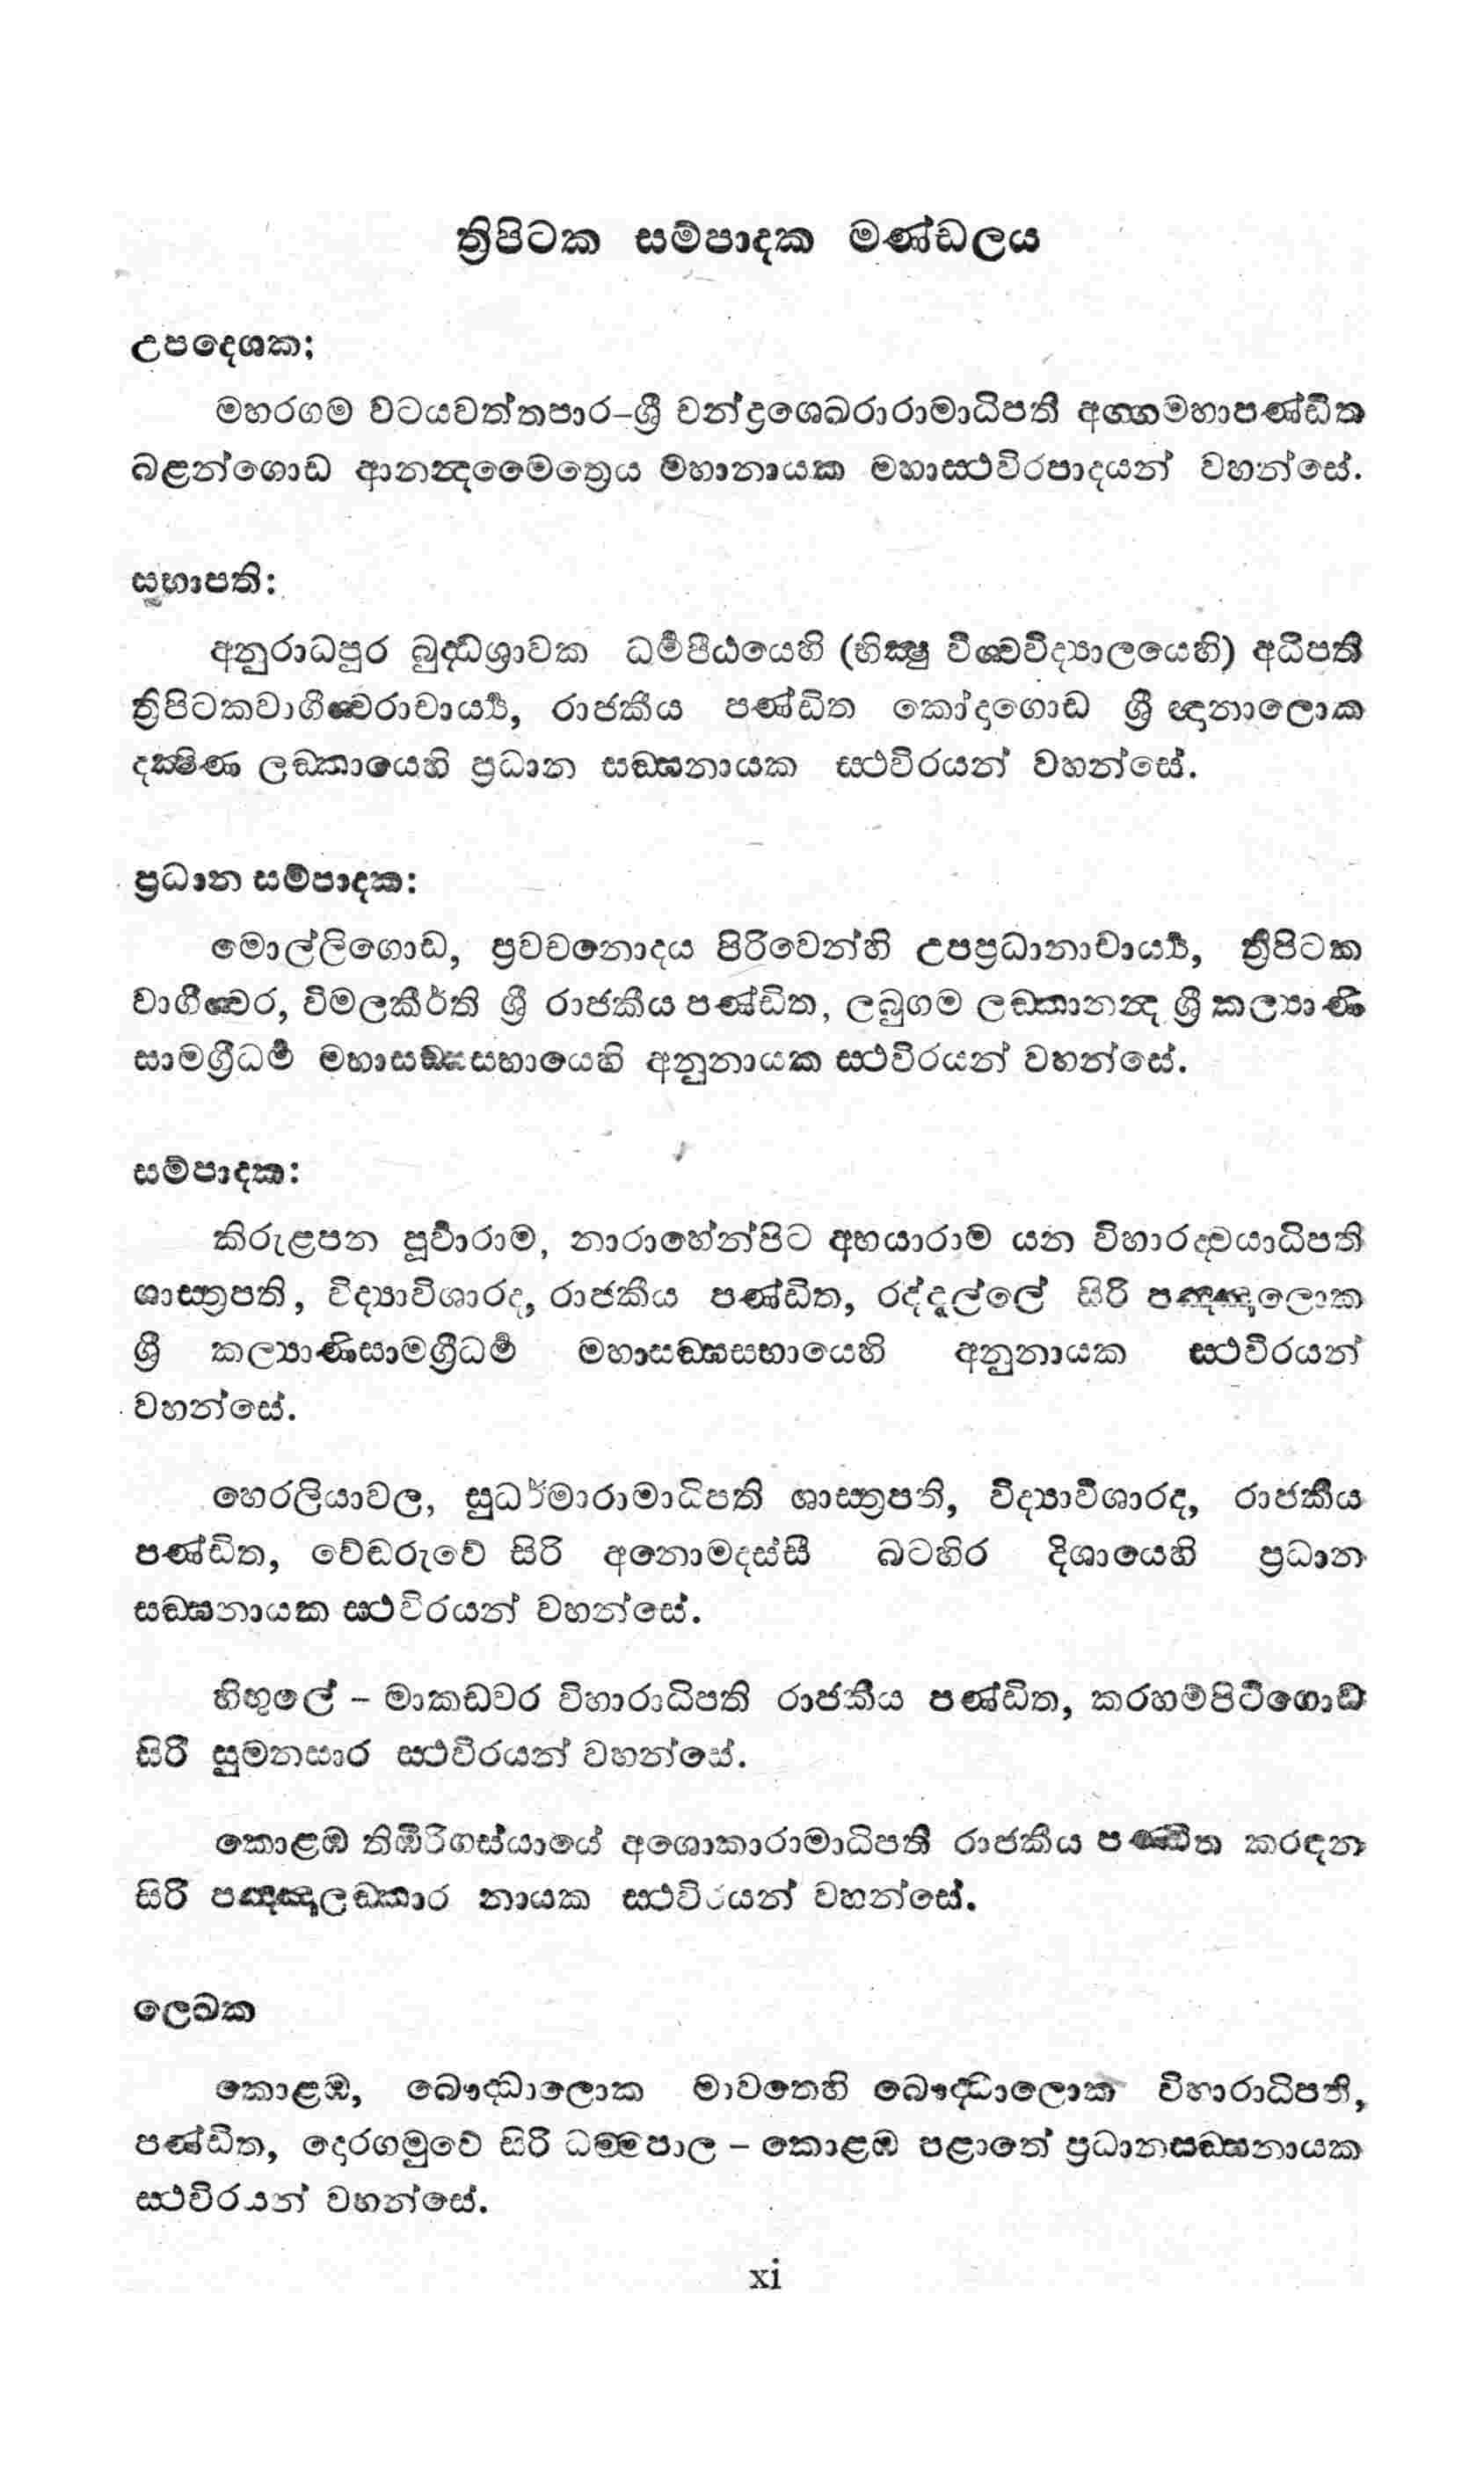 ත්‍රිපිටක සම්පාදක මණ්ඩලය
උපදෙශක;
මහරගම වටයවත්තපාර–ශ්‍රී චන්ද්‍රශෙඛරාරාමාධිපති අග්‍ගමහාපණ්ඩිත
බළන්ගොඩ ආනන්‍දමෛත්‍රෙය මහානායක මහාස්‍ථවිරපාදයන් වහන්සේ.
සභාපති:
අනුරාධපුර බුද්‍ධශ්‍රාවක ධර්‍මපීඨයෙහි (භික්‍ෂු විශ්‍වවිද්‍යාලයෙහි) අධිපති
ත්‍රිපිටකවාගීශ්‍වරාචාර්‍ය්‍ය, රාජකීය පණ්ඩිත කෝදාගොඩ ශ්‍රී ඥානාලොක
දක්‍ෂිණ ලඞ්කායෙහි ප්‍රධාන සඞ්ඝනායක ස්‍ථවිරයන් වහන්සේ.
ප්‍රධාන සම්පාදක:
මොල්ලිගොඩ, ප්‍රවචනොදය පිරිවෙන්හි උපප්‍රධානාචාර්‍ය්‍ය, ත්‍රිපිටක
වාගීශ්‍වර, විමලකීර්ති ශ්‍රී රාජකීය පණ්ඩිත, ලබුගම ලඞ්කානන්‍ද ශ්‍රී කල්‍යාණි
සාමග්‍රීධර්‍ම මහාසඞ්ඝසභායෙහි අනුනායක ස්‍ථවිරයන් වහන්සේ.
සම්පාදක:
කිරුළපන පූර්‍වාරාම, නාරාහේන්පිට අභයාරාම යන විහාරද්‍වයාධිපති
ශාස්ත්‍රපති, විද්‍යාවිශාරද, රාජකීය පණ්ඩිත, රද්දුල්ලේ සිරි පඤ්ඤාලොක
ශ්‍රී කල්‍යාණිසාමග්‍රීධර්‍ම මහාසඞ්ඝසභායෙහි අනුනායක ස්‍ථවිරයන්
වහන්සේ.
හෙරලියාවල, සුධර්මාරාමාධිපති ශාස්ත්‍රපති, විද්‍යාවිශාරද, රාජකීය
පණ්ඩිත, වේඩරුවේ සිරි අනොමදස්සී බටහිර දිශායෙහි ප්‍රධාන
සඞ්ඝනායක ස්‍ථවිරයන් වහන්සේ.
හිඟුලේ – මාකඩවර විහාරාධිපති රාජකීය පණ්ඩිත, කරහම්පිටිගොඩ
සිරි සුමනසාර ස්‍ථවිරයන් වහන්සේ.
කොළඹ තිඹිරිගස්යායේ අශොකාරාමාධිපති රාජකීය පණ්ඩිත කරඳන
සිරි පඤ්ඤාලඞ්කාර නායක ස්‍ථවිරයන් වහන්සේ.
ලෙඛක
කොළඹ, බෞද්‍ධාලොක මාවතෙහි බෞද්‍ධාලොක විහාරාධිපති,
පණ්ඩිත, දොරගමුවේ සිරි ධම්‍මපාල – කොළඹ පළාතේ ප්‍රධානසඞ්ඝනායක
ස්‍ථවිරයන් වහන්සේ.
xi